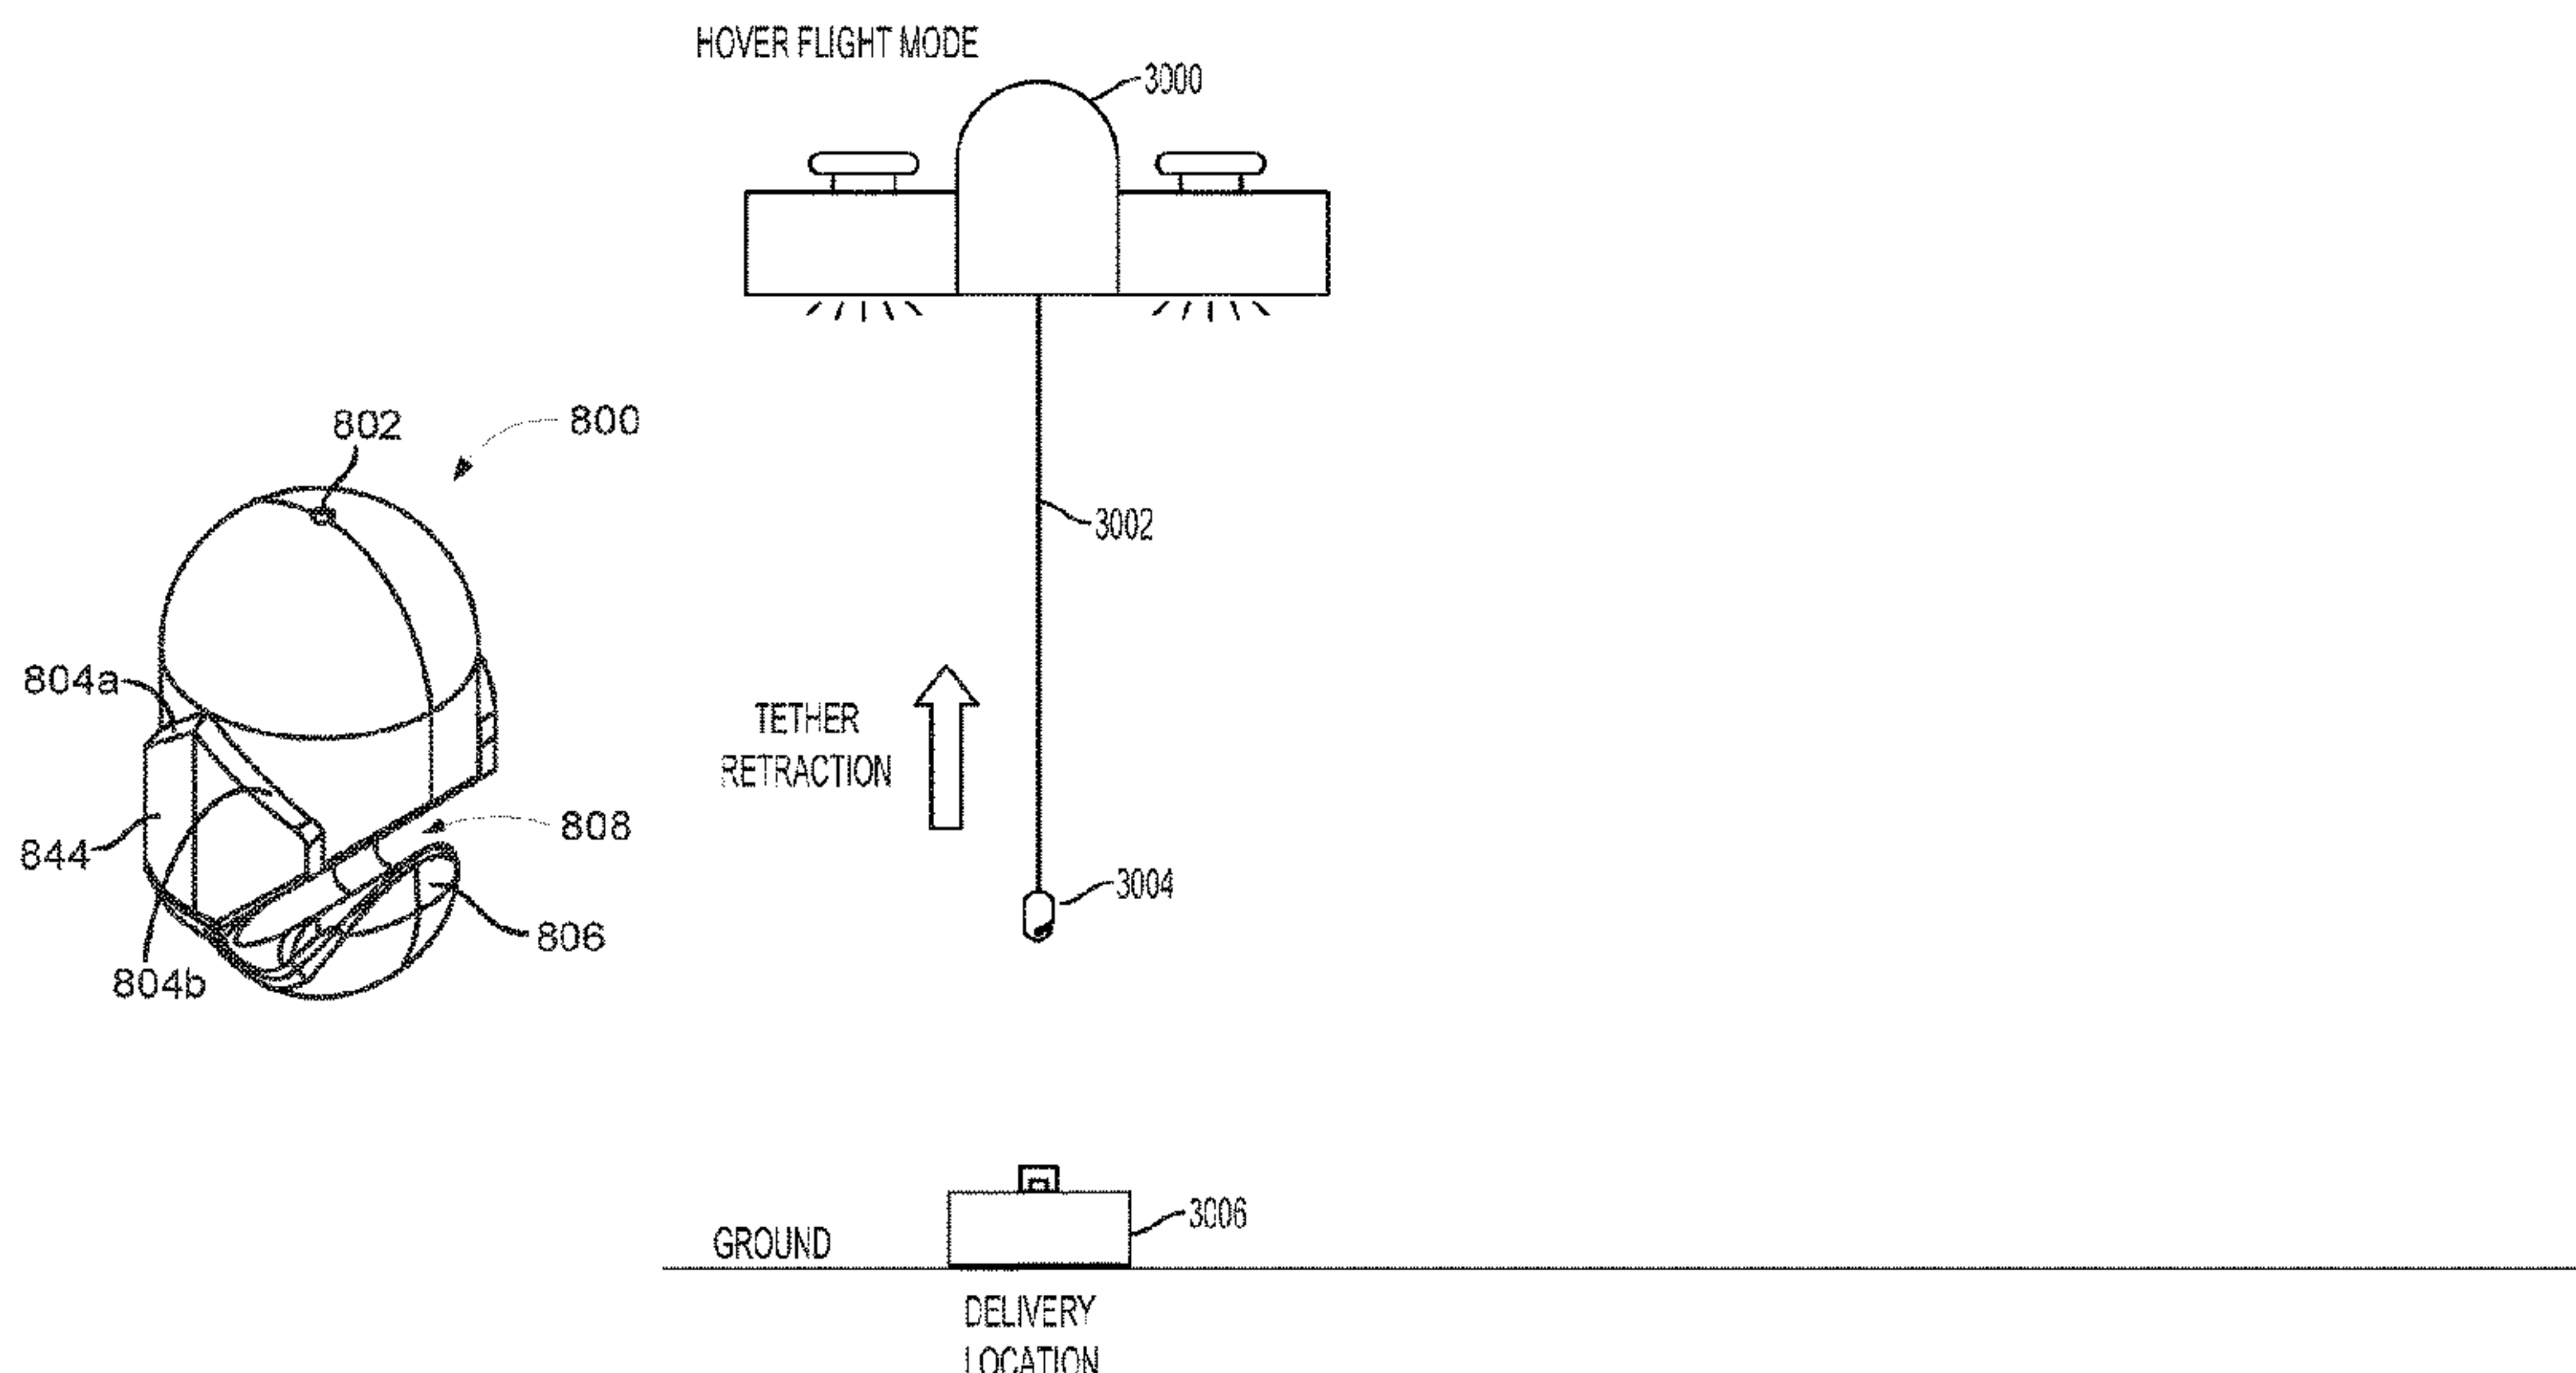 HOVER FLIGHT MODE
3000
802
800
3002
804a
TETHER
RETRACTION
844
808
3004
806
804b
3006
GROUND
DELIVERY
LOCATION